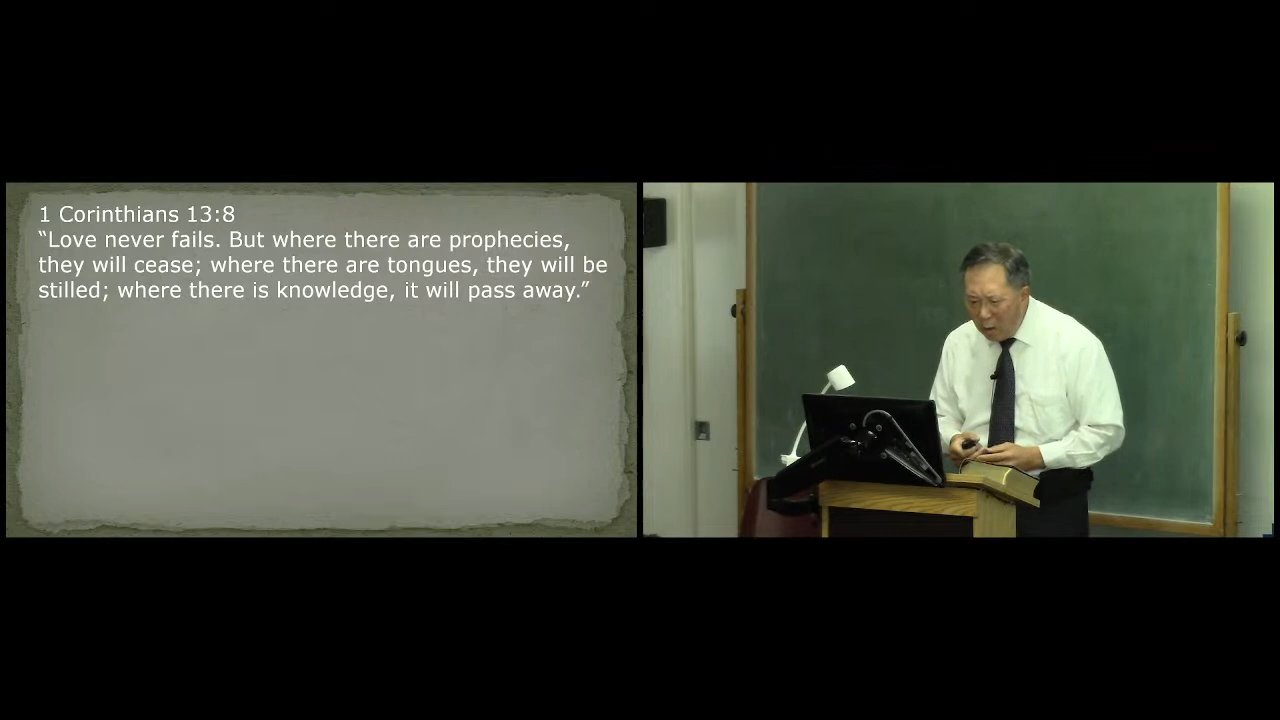 1 Corinthians 13:8
“Love never fails. But where there are prophecies,
they will cease; where there are tongues, they will be
stilled; where there is knowledge, it will pass away.”